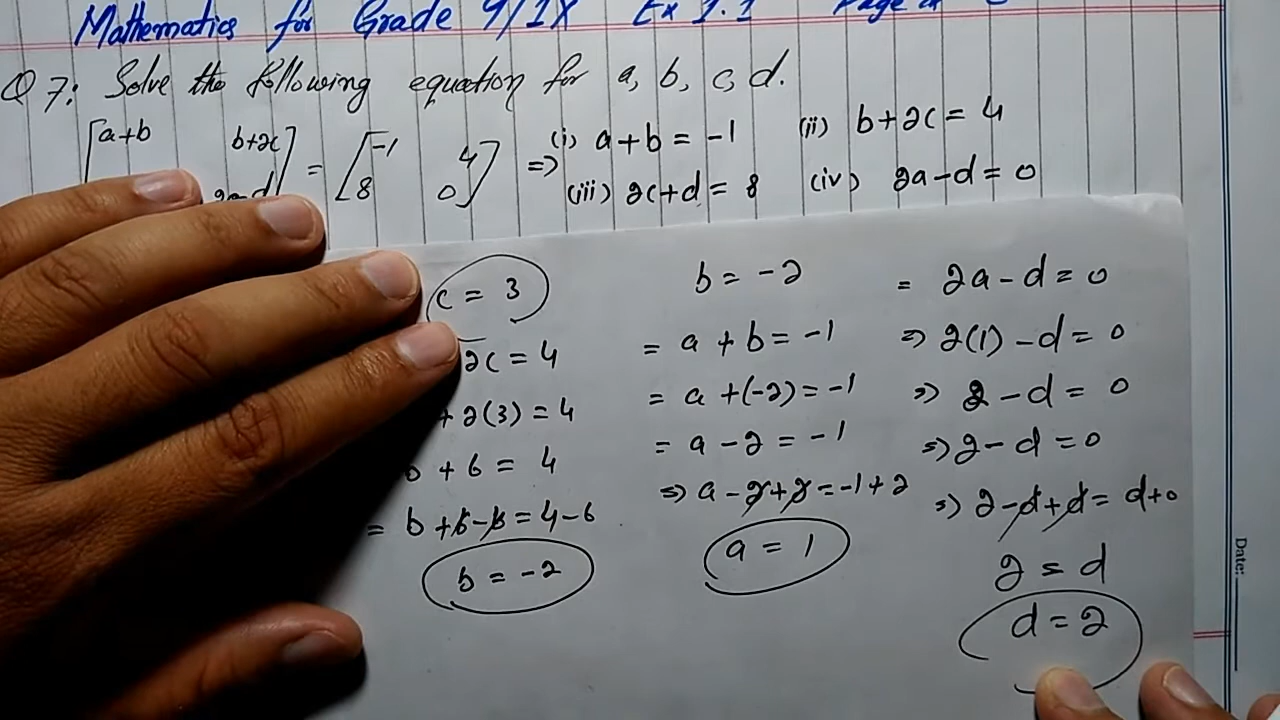 Mathematics for Grade 9/IX Ex 1.1
Q 7: Solve the following equation for a, b, c, d.
[a+b b+2c] = [-1 4] => (i) a+b = -1 (ii) b+2c = 4
[8 0] (iii) 2c+d = 8 (iv) 2a-d = 0
c = 3
2c = 4
+ 2(3) = 4
b + 6 = 4
= b +6-6 = 4-6
b = -2
b = -2
= a + b = -1
= a +(-2) = -1
= a - 2 = -1
=> a -2+2 = -1+2
a = 1
= 2a - d = 0
=> 2(1) - d = 0
=> 2 - d = 0
=> 2 - d = 0
=> 2 -d+d = d+0
2 = d
d = 2
Date: